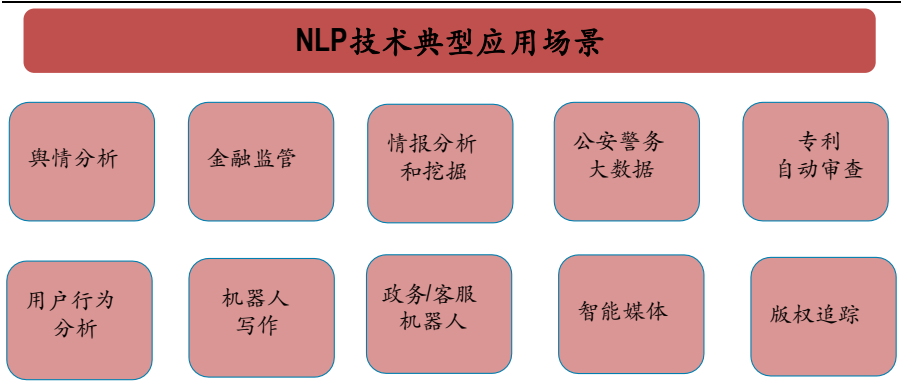 NLP技术典型应用场景
舆情分析
金融监管
情报分析
和挖掘
公安警务
大数据
专利
自动审查
用户行为
分析
机器人
写作
政务/客服
机器人
智能媒体
版权追踪